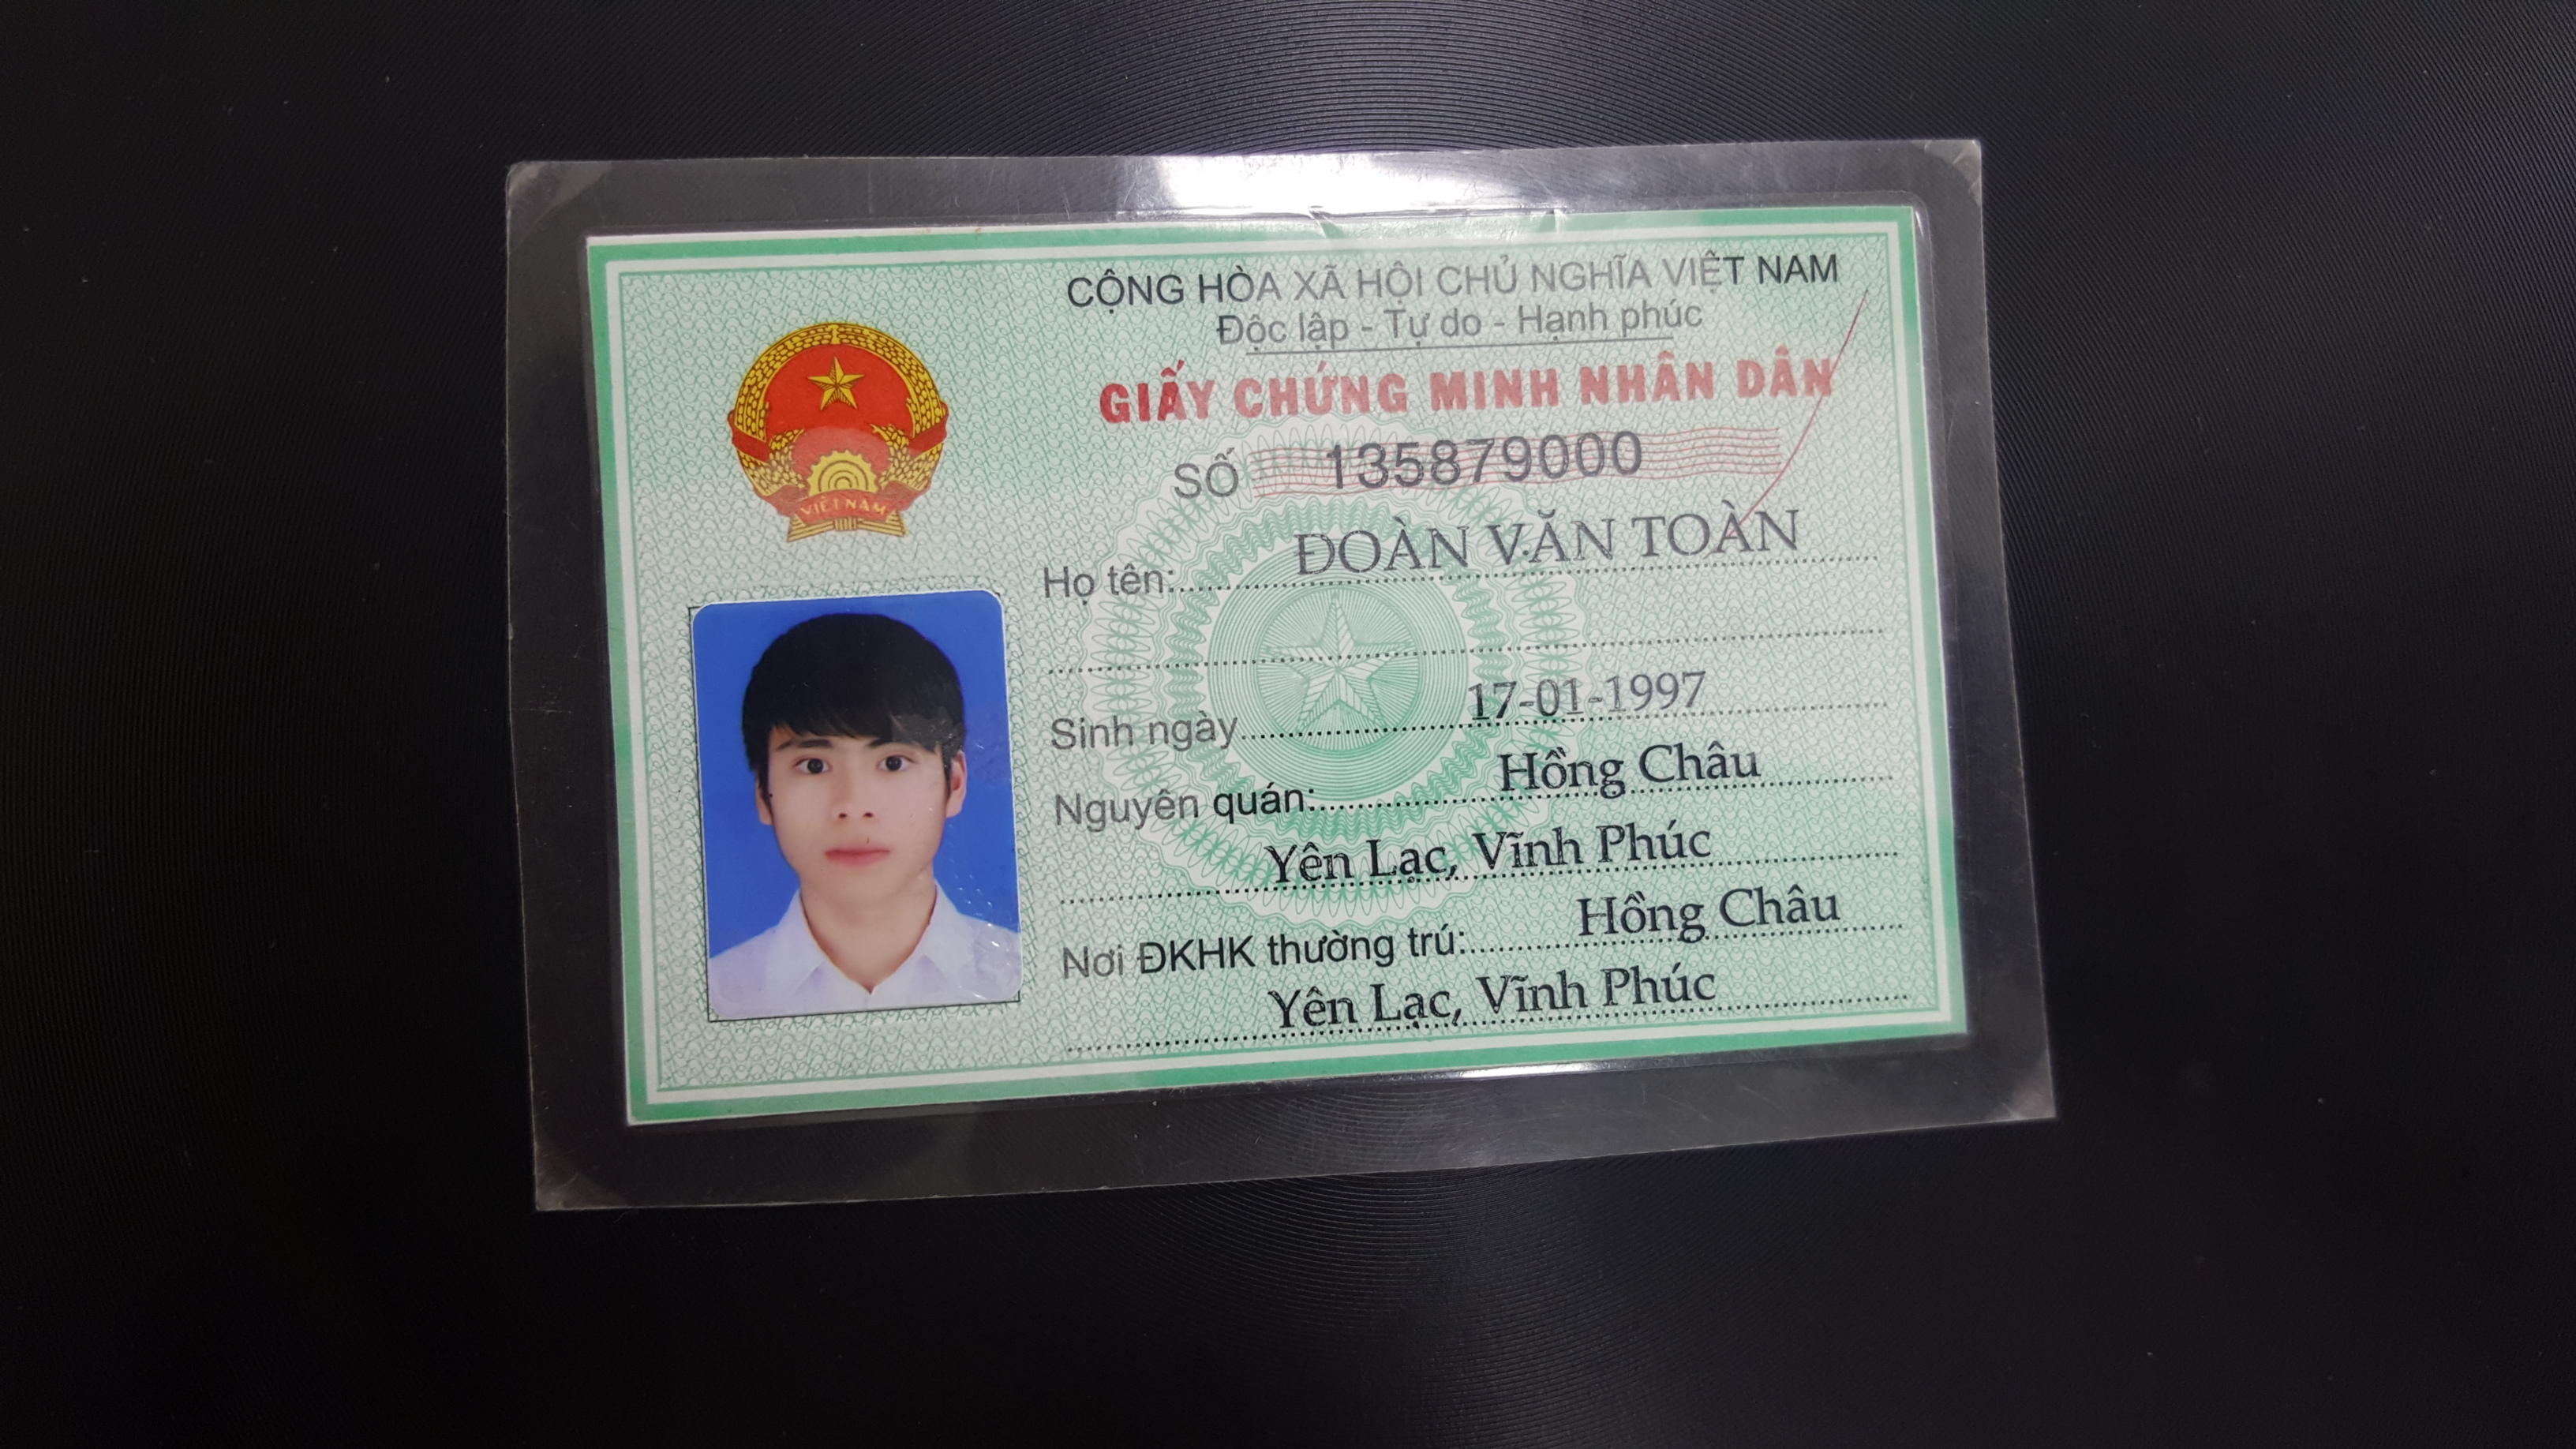 CỘNG HÒA XÃ HỘI CHỦ NGHĨA VIỆT NAM
Độc lập - Tự do - Hạnh phúc
GIẤY CHỨNG MINH NHÂN DÂN
SỐ 135879000
VIỆT NAM
Họ tên: ĐOÀN VĂN TOÀN
Sinh ngày 17-01-1997
Nguyên quán: Hồng Châu
Yên Lạc, Vĩnh Phúc
Nơi ĐKHK thường trú: Hồng Châu
Yên Lạc, Vĩnh Phúc